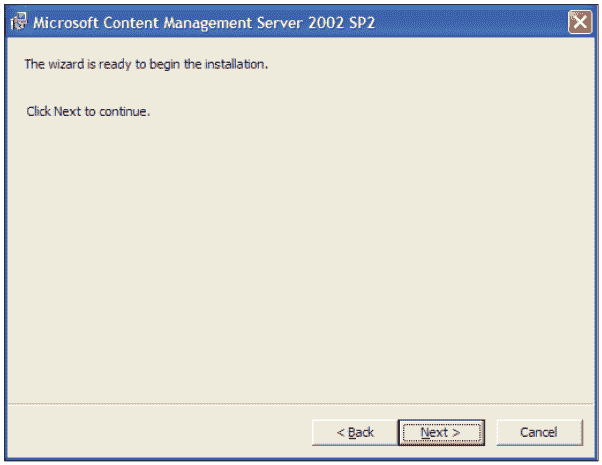 Microsoft Content Management Server 2002 SP2
The wizard is ready to begin the installation.
Click Next to continue.
< Back Next > Cancel